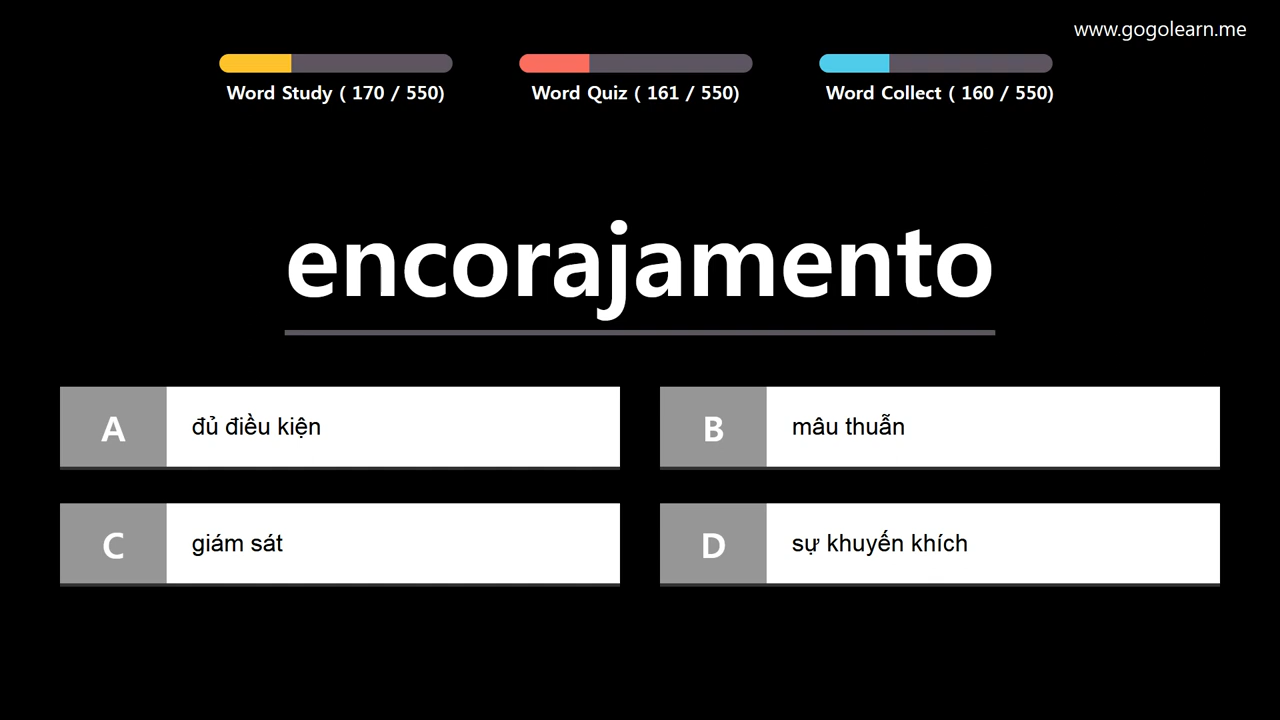 www.gogolearn.me
Word Study ( 170 / 550)
Word Quiz ( 161 / 550)
Word Collect ( 160 / 550)
encorajamento
A
đủ điều kiện
B
mâu thuẫn
C
giám sát
D
sự khuyến khích